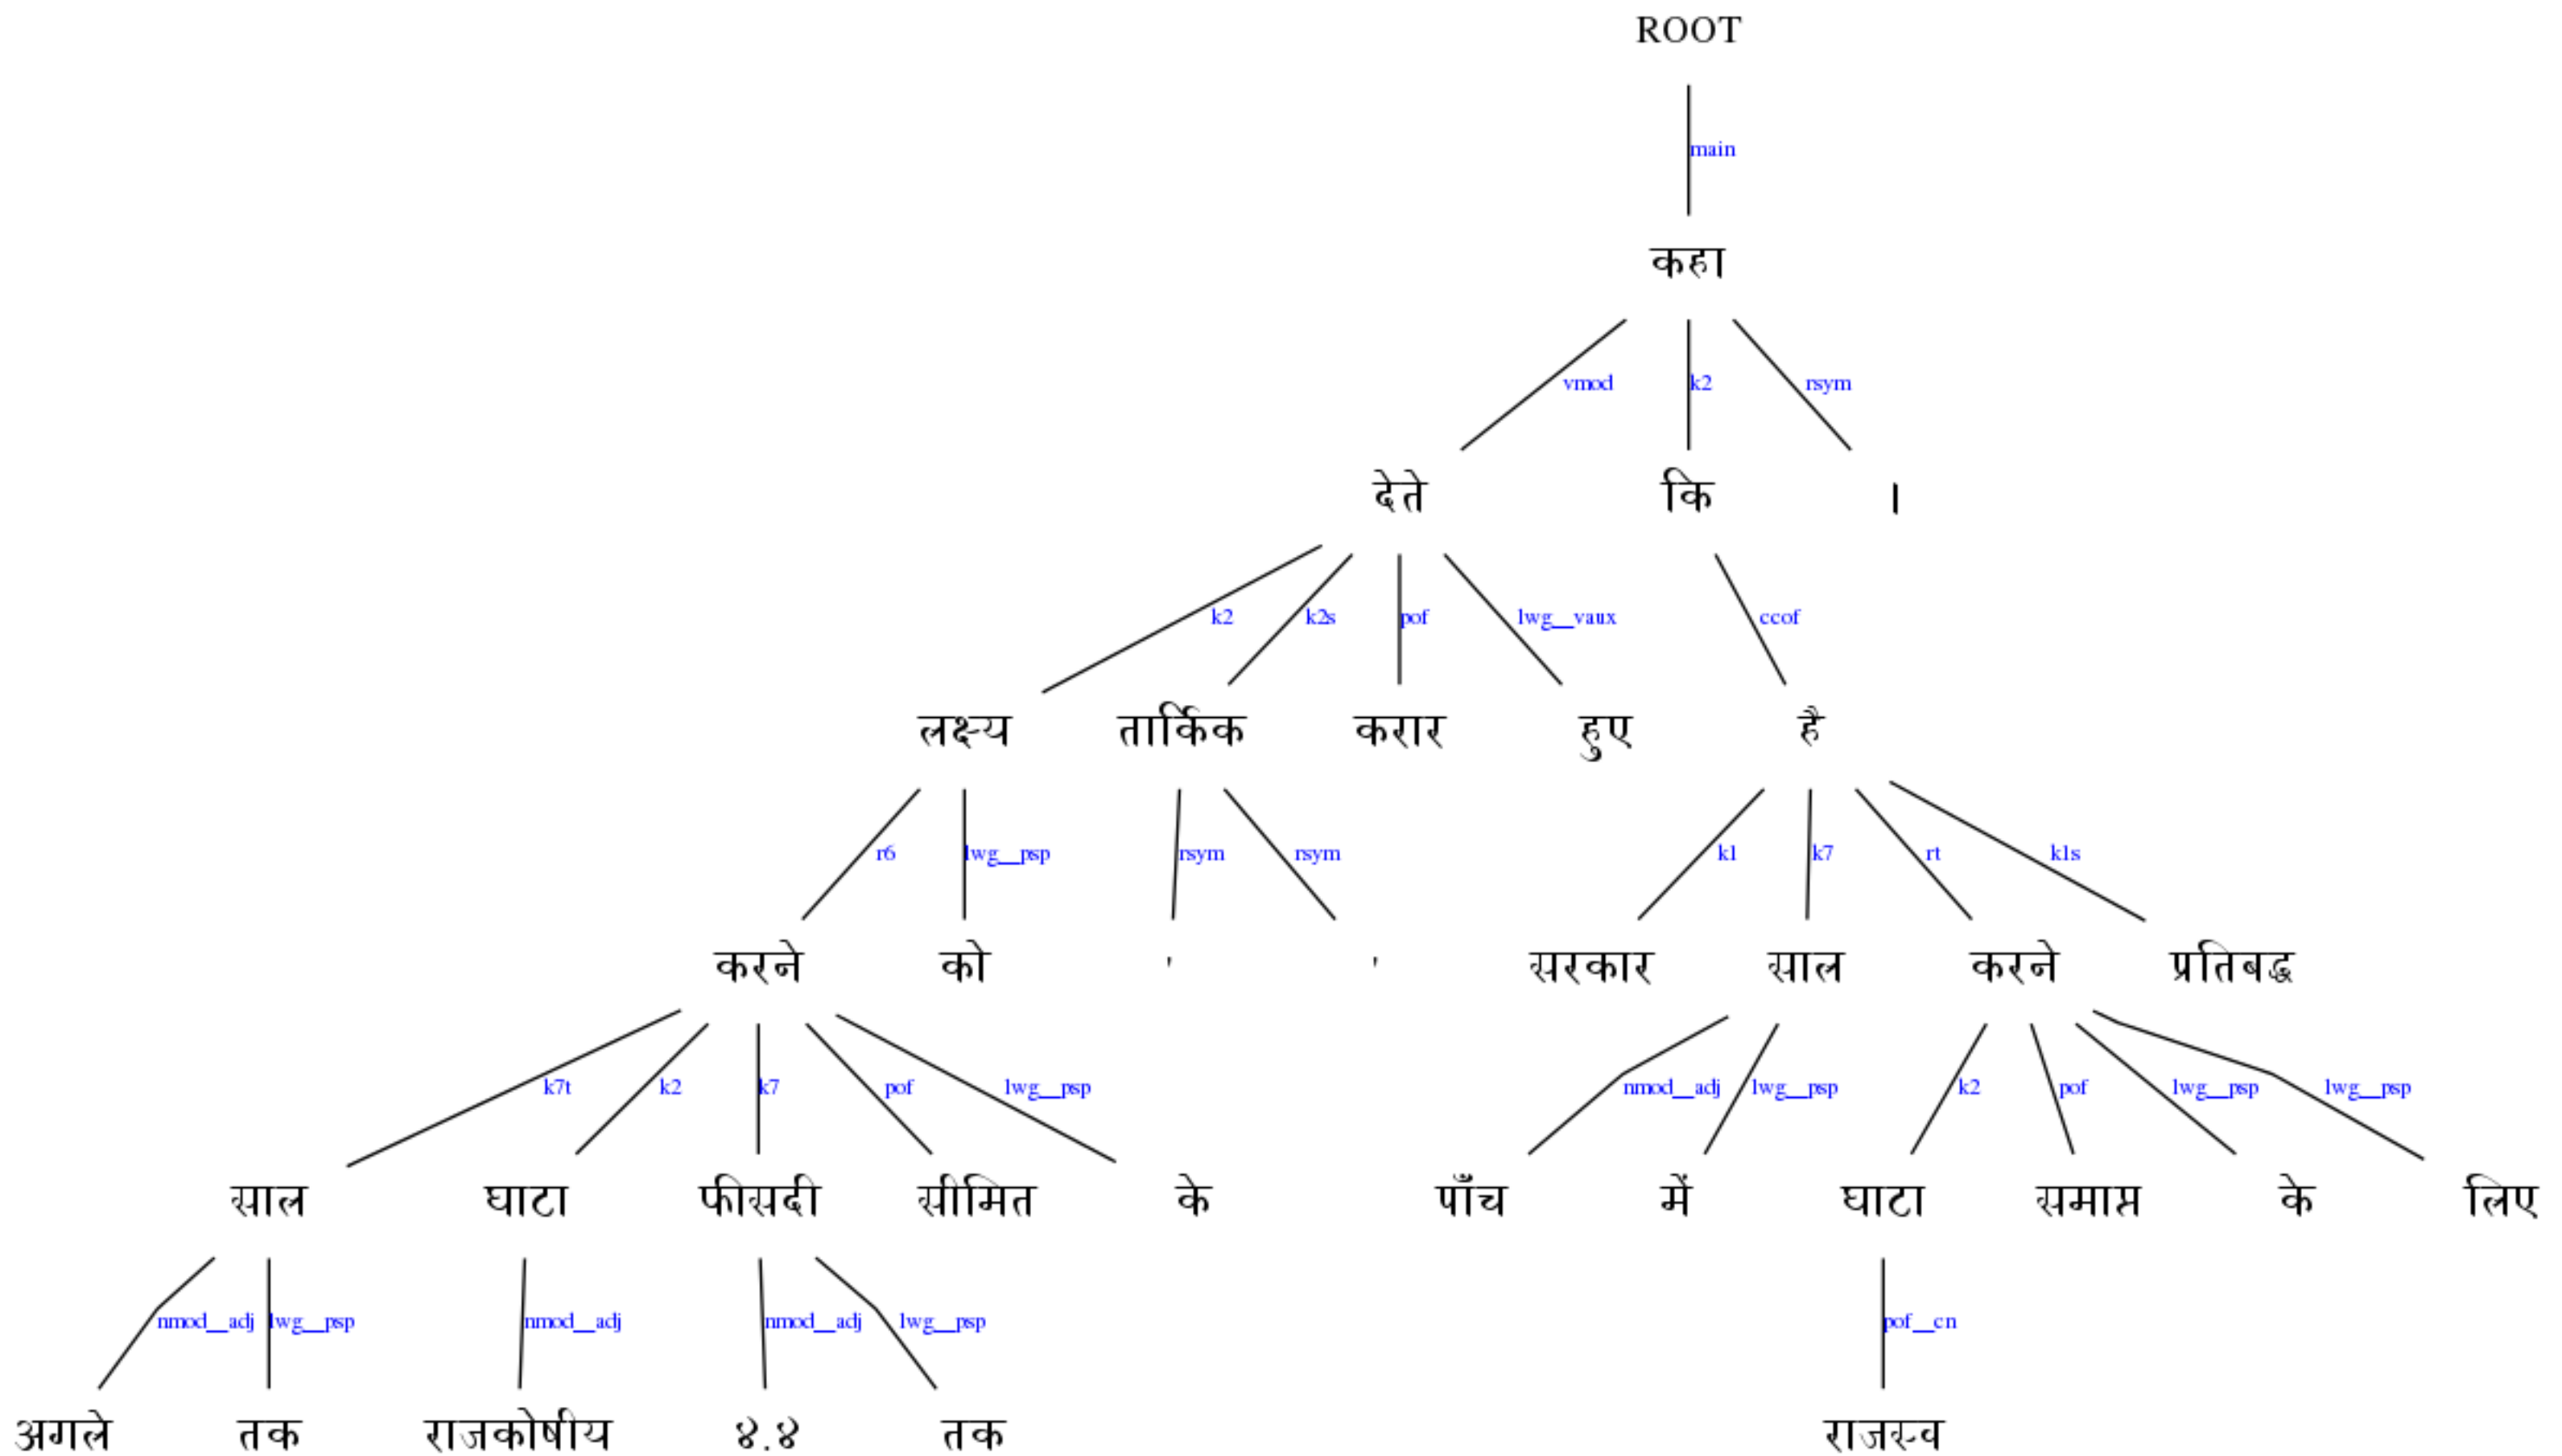 ROOT
main
कहा
vmod k2 rsym
देते कि ।
k2 k2s pof lwg__vaux ccof
लक्ष्य तार्किक करार हुए है
r6 lwg__psp rsym rsym k1 k7 rt k1s
करने को ' ' सरकार साल करने प्रतिबद्ध
k7t k2 k7 pof lwg__psp nmod__adj lwg__psp k2 pof lwg__psp lwg__psp
साल घाटा फीसदी सीमित के पाँच में घाटा समाप्त के लिए
nmod__adj lwg__psp nmod__adj nmod__adj lwg__psp pof__cn
अगले तक राजकोषीय ४.४ तक राजस्व